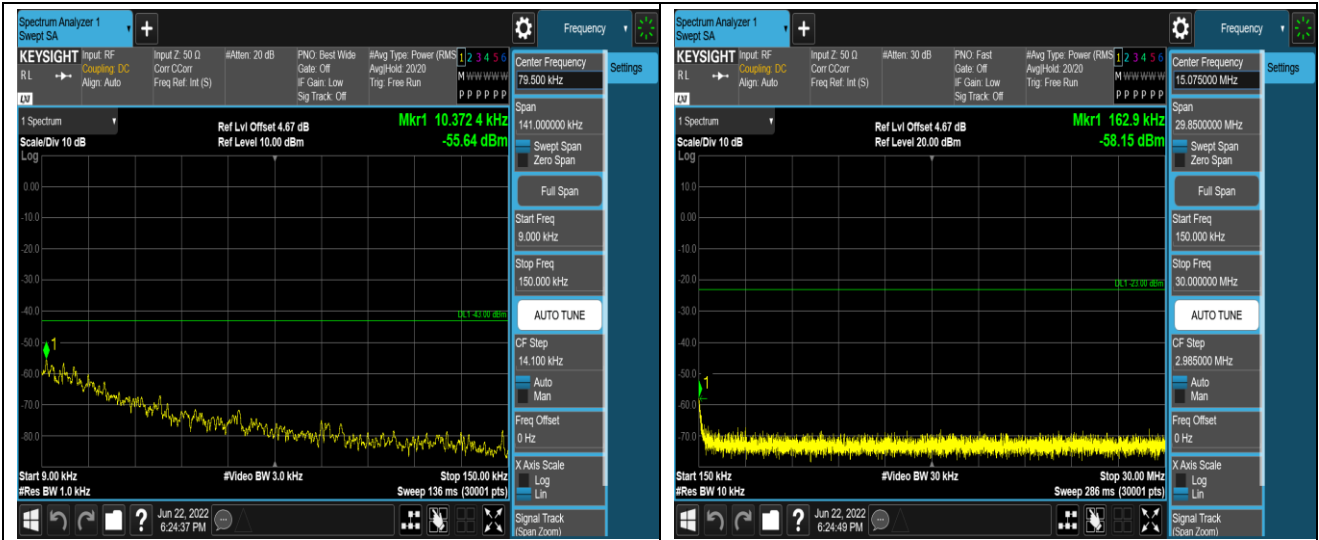 Spectrum Analyzer 1
Swept SA
Frequency
KEYSIGHT
Input: RF
Input Z: 50 Ω
#Atten: 20 dB
PNO: Best Wide
#Avg Type: Power (RMS
1 2 3 4 5 6
RL
Coupling: DC
Corr CCorr
Gate: Off
Avg|Hold: 20/20
M W W W W W
Align: Auto
Freq Ref: Int (S)
IF Gain: Low
Trig: Free Run
Sig Track: Off
P P P P P P
1 Spectrum
Ref Lvl Offset 4.67 dB
Mkr1 10.372 4 kHz
Scale/Div 10 dB
Ref Level 10.00 dBm
-55.64 dBm
Log
0.00
-10.0
-20.0
-30.0
-40.0
DL1 -43.00 dBm
-50.0
1
-60.0
-70.0
-80.0
Start 9.00 kHz
#Video BW 3.0 kHz
Stop 150.00 kHz
#Res BW 1.0 kHz
Sweep 136 ms (30001 pts)
?
Jun 22, 2022
6:24:37 PM
Center Frequency
79.500 kHz
Settings
Span
141.000000 kHz
Swept Span
Zero Span
Full Span
Start Freq
9.000 kHz
Stop Freq
150.000 kHz
AUTO TUNE
CF Step
14.100 kHz
Auto
Man
Freq Offset
0 Hz
X Axis Scale
Log
Lin
Signal Track
(Span Zoom)
Spectrum Analyzer 1
Swept SA
Frequency
KEYSIGHT
Input: RF
Input Z: 50 Ω
#Atten: 30 dB
PNO: Fast
#Avg Type: Power (RMS
1 2 3 4 5 6
RL
Coupling: DC
Corr CCorr
Gate: Off
Avg|Hold: 20/20
M W W W W W
Align: Auto
Freq Ref: Int (S)
IF Gain: Low
Trig: Free Run
Sig Track: Off
P P P P P P
1 Spectrum
Ref Lvl Offset 4.67 dB
Mkr1 162.9 kHz
Scale/Div 10 dB
Ref Level 20.00 dBm
-58.15 dBm
Log
10.0
0.00
-10.0
-20.0
DL1 -23.00 dBm
-30.0
-40.0
-50.0
1
-60.0
-70.0
Start 150 kHz
#Video BW 30 kHz
Stop 30.00 MHz
#Res BW 10 kHz
Sweep 286 ms (30001 pts)
?
Jun 22, 2022
6:24:49 PM
Center Frequency
15.075000 MHz
Settings
Span
29.8500000 MHz
Swept Span
Zero Span
Full Span
Start Freq
150.000 kHz
Stop Freq
30.000000 MHz
AUTO TUNE
CF Step
2.985000 MHz
Auto
Man
Freq Offset
0 Hz
X Axis Scale
Log
Lin
Signal Track
(Span Zoom)